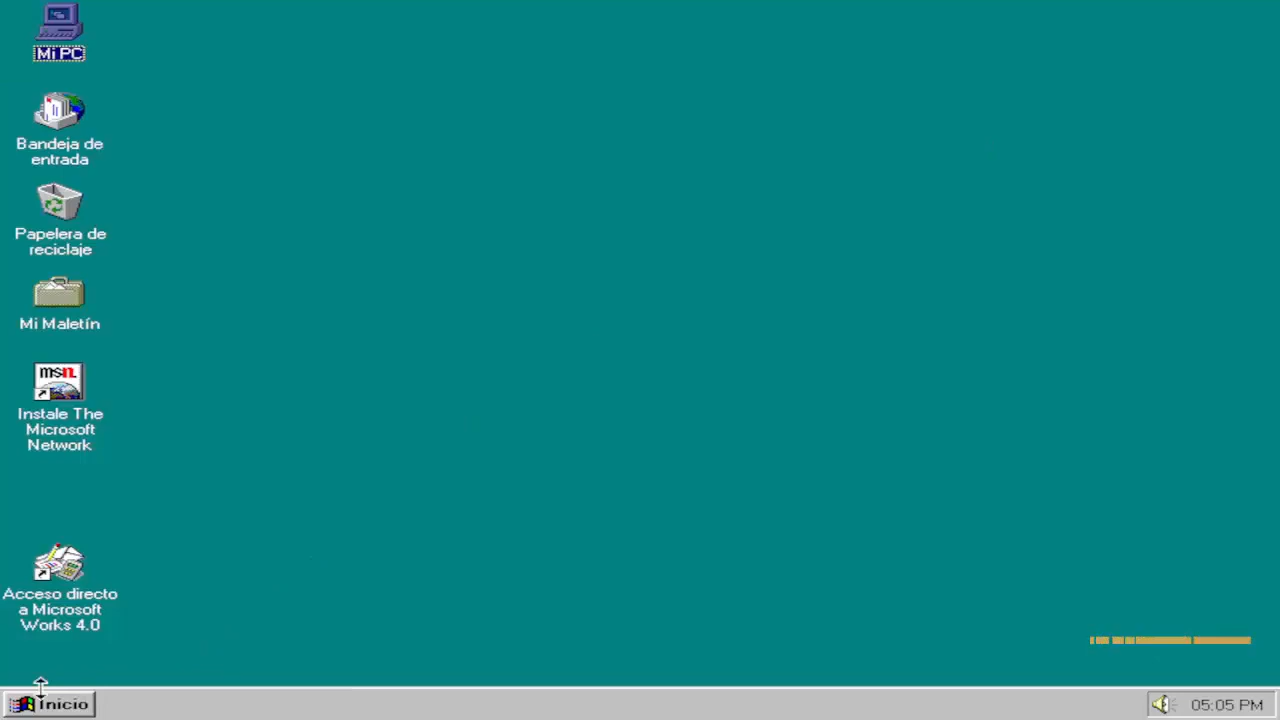 Mi PC
Bandeja de
entrada
Papelera de
reciclaje
Mi Maletín
msn.
Instale The
Microsoft
Network
Acceso directo
a Microsoft
Works 4.0
Inicio
05:05 PM